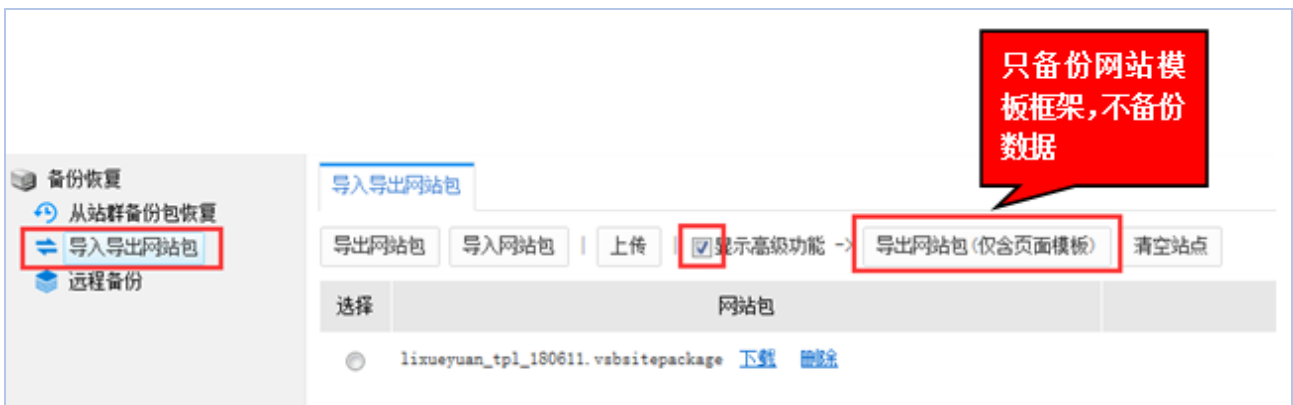 只备份网站模
板框架,不备份
数据
备份恢复
从站群备份包恢复
导入导出网站包
远程备份
导入导出网站包
导出网站包 导入网站包 | 上传 | 显示高级功能 -> 导出网站包(仅含页面模板) 清空站点
选择 网站包
lixueyuan_tpl_180611.vsbsitepackage 下载 删除